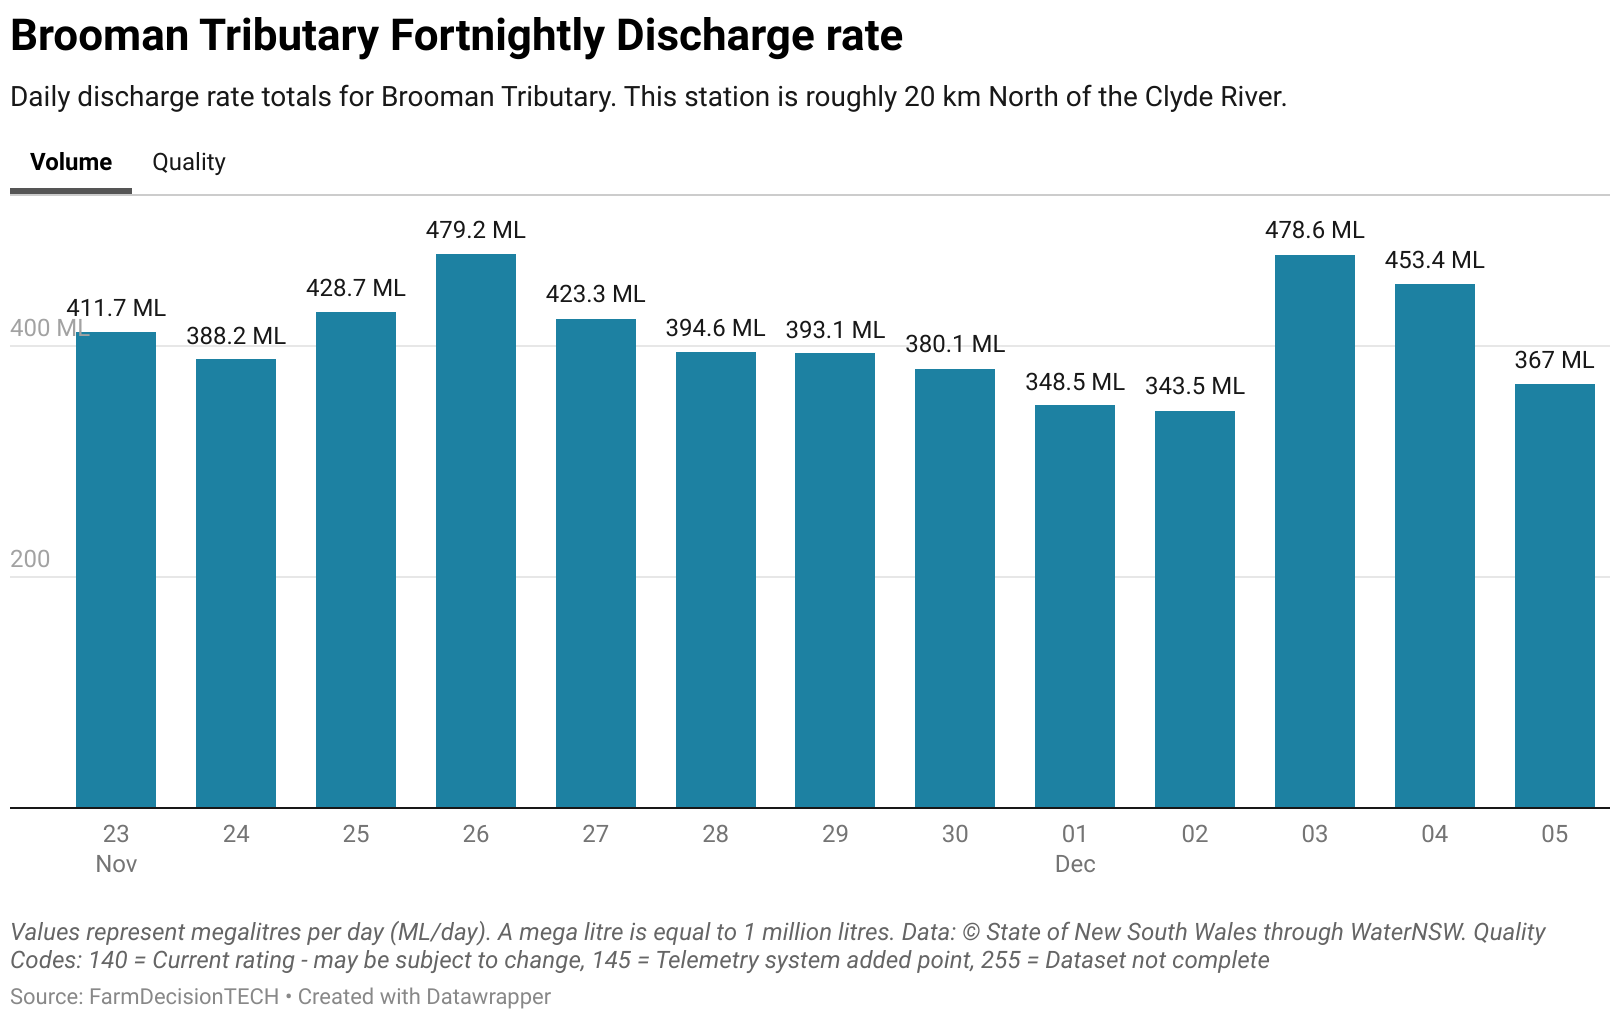 Brooman Tributary Fortnightly Discharge rate
Daily discharge rate totals for Brooman Tributary. This station is roughly 20 km North of the Clyde River.
Volume Quality
479.2 ML 478.6 ML
453.4 ML
428.7 ML 423.3 ML
411.7 ML
400 ML 388.2 ML 394.6 ML 393.1 ML
380.1 ML
367 ML
348.5 ML 343.5 ML
200
23 24 25 26 27 28 29 30 01 02 03 04 05
Nov Dec
Values represent megalitres per day (ML/day). A mega litre is equal to 1 million litres. Data: © State of New South Wales through WaterNSW. Quality
Codes: 140 = Current rating - may be subject to change, 145 = Telemetry system added point, 255 = Dataset not complete
Source: FarmDecisionTECH • Created with Datawrapper